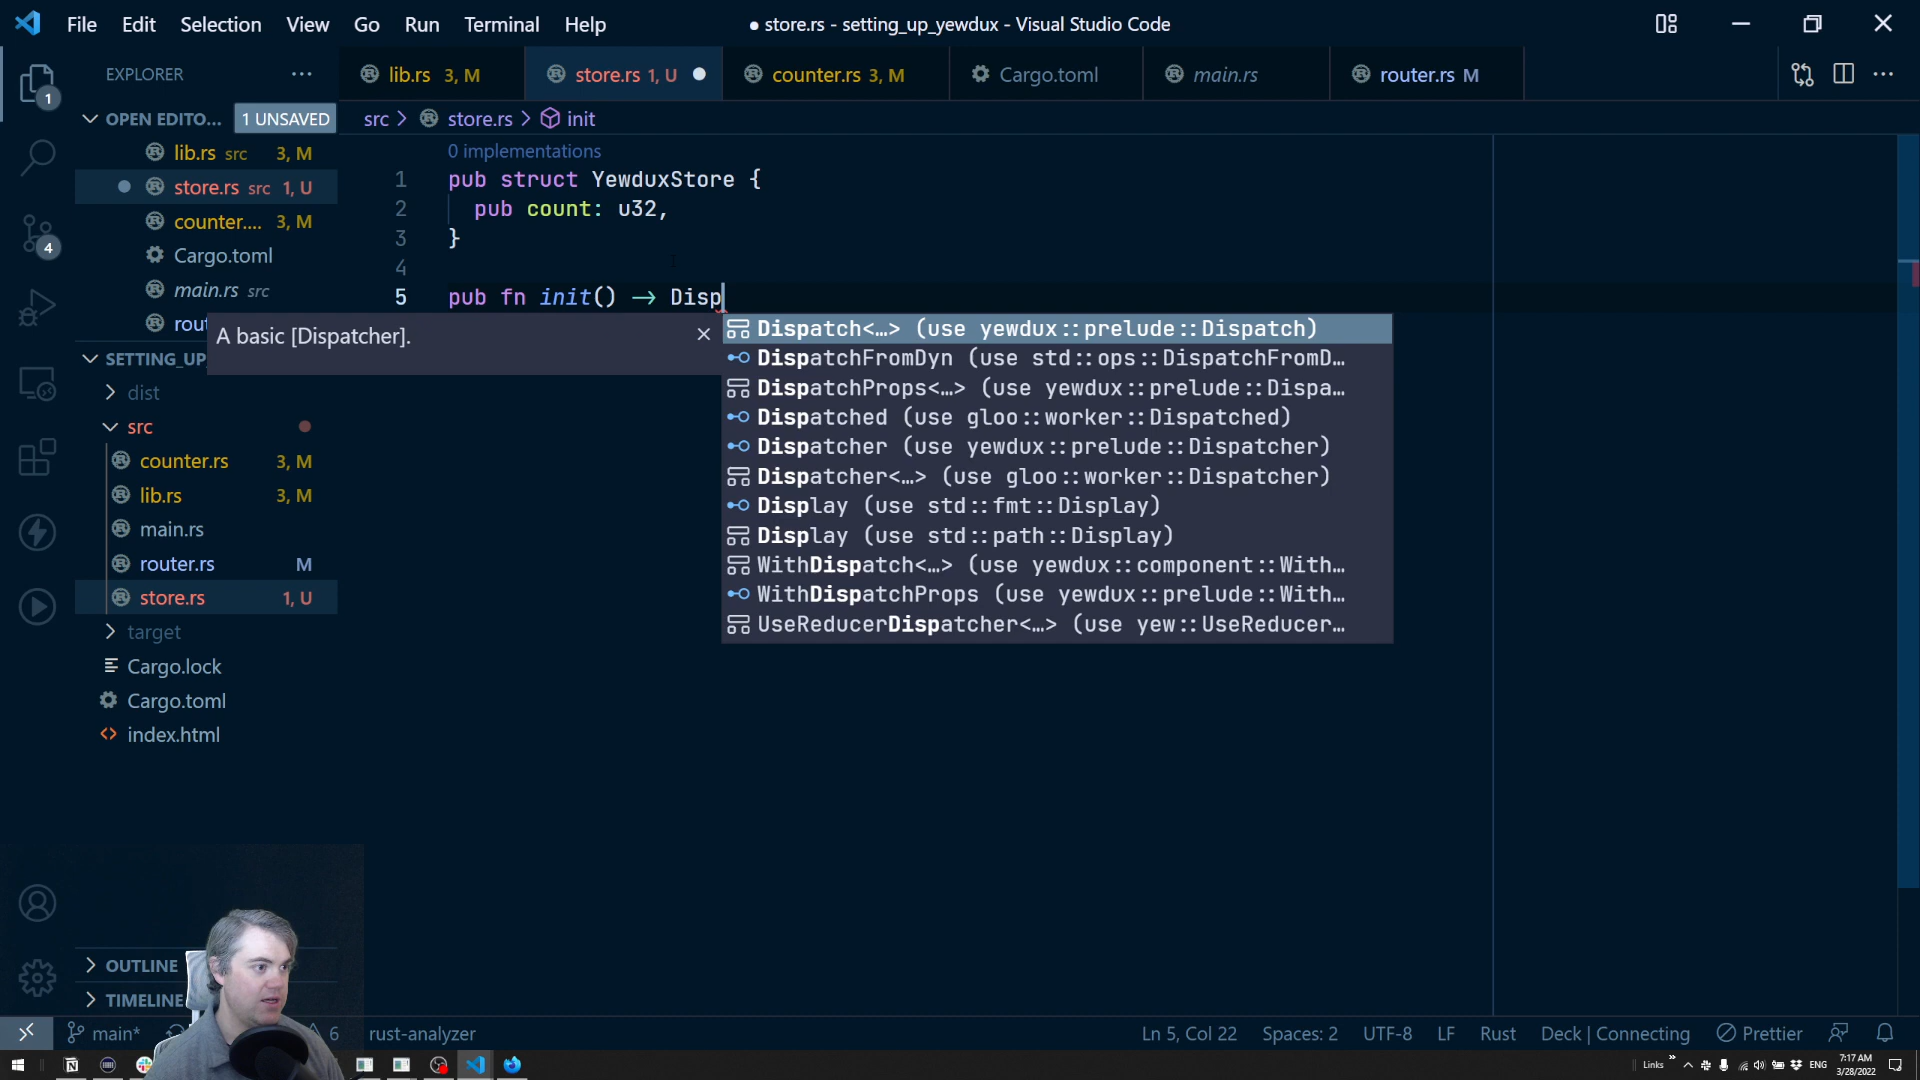 File Edit Selection View Go Run Terminal Help
● store.rs - setting_up_yewdux - Visual Studio Code
EXPLORER
lib.rs 3, M
store.rs 1, U
counter.rs 3, M
Cargo.toml
main.rs
router.rs M
1
OPEN EDITO...
1 UNSAVED
src > store.rs > init
lib.rs src 3, M
store.rs src 1, U
counter.... 3, M
Cargo.toml
main.rs src
rout
4
0 implementations
1 pub struct YewduxStore {
2 pub count: u32,
3 }
4
5 pub fn init() → Disp
A basic [Dispatcher].
Dispatch<…> (use yewdux::prelude::Dispatch)
DispatchFromDyn (use std::ops::DispatchFromD…
DispatchProps<…> (use yewdux::prelude::Dispa…
Dispatched (use gloo::worker::Dispatched)
Dispatcher (use yewdux::prelude::Dispatcher)
Dispatcher<…> (use gloo::worker::Dispatcher)
Display (use std::fmt::Display)
Display (use std::path::Display)
WithDispatch<…> (use yewdux::component::With…
WithDispatchProps (use yewdux::prelude::With…
UseReducerDispatcher<…> (use yew::UseReducer…
SETTING_UP
dist
src
counter.rs 3, M
lib.rs 3, M
main.rs
router.rs M
store.rs 1, U
target
Cargo.lock
Cargo.toml
index.html
OUTLINE
TIMELINE
main*
6
rust-analyzer
Ln 5, Col 22
Spaces: 2
UTF-8
LF
Rust
Deck | Connecting
Prettier
Links
ENG
7:17 AM
3/28/2022